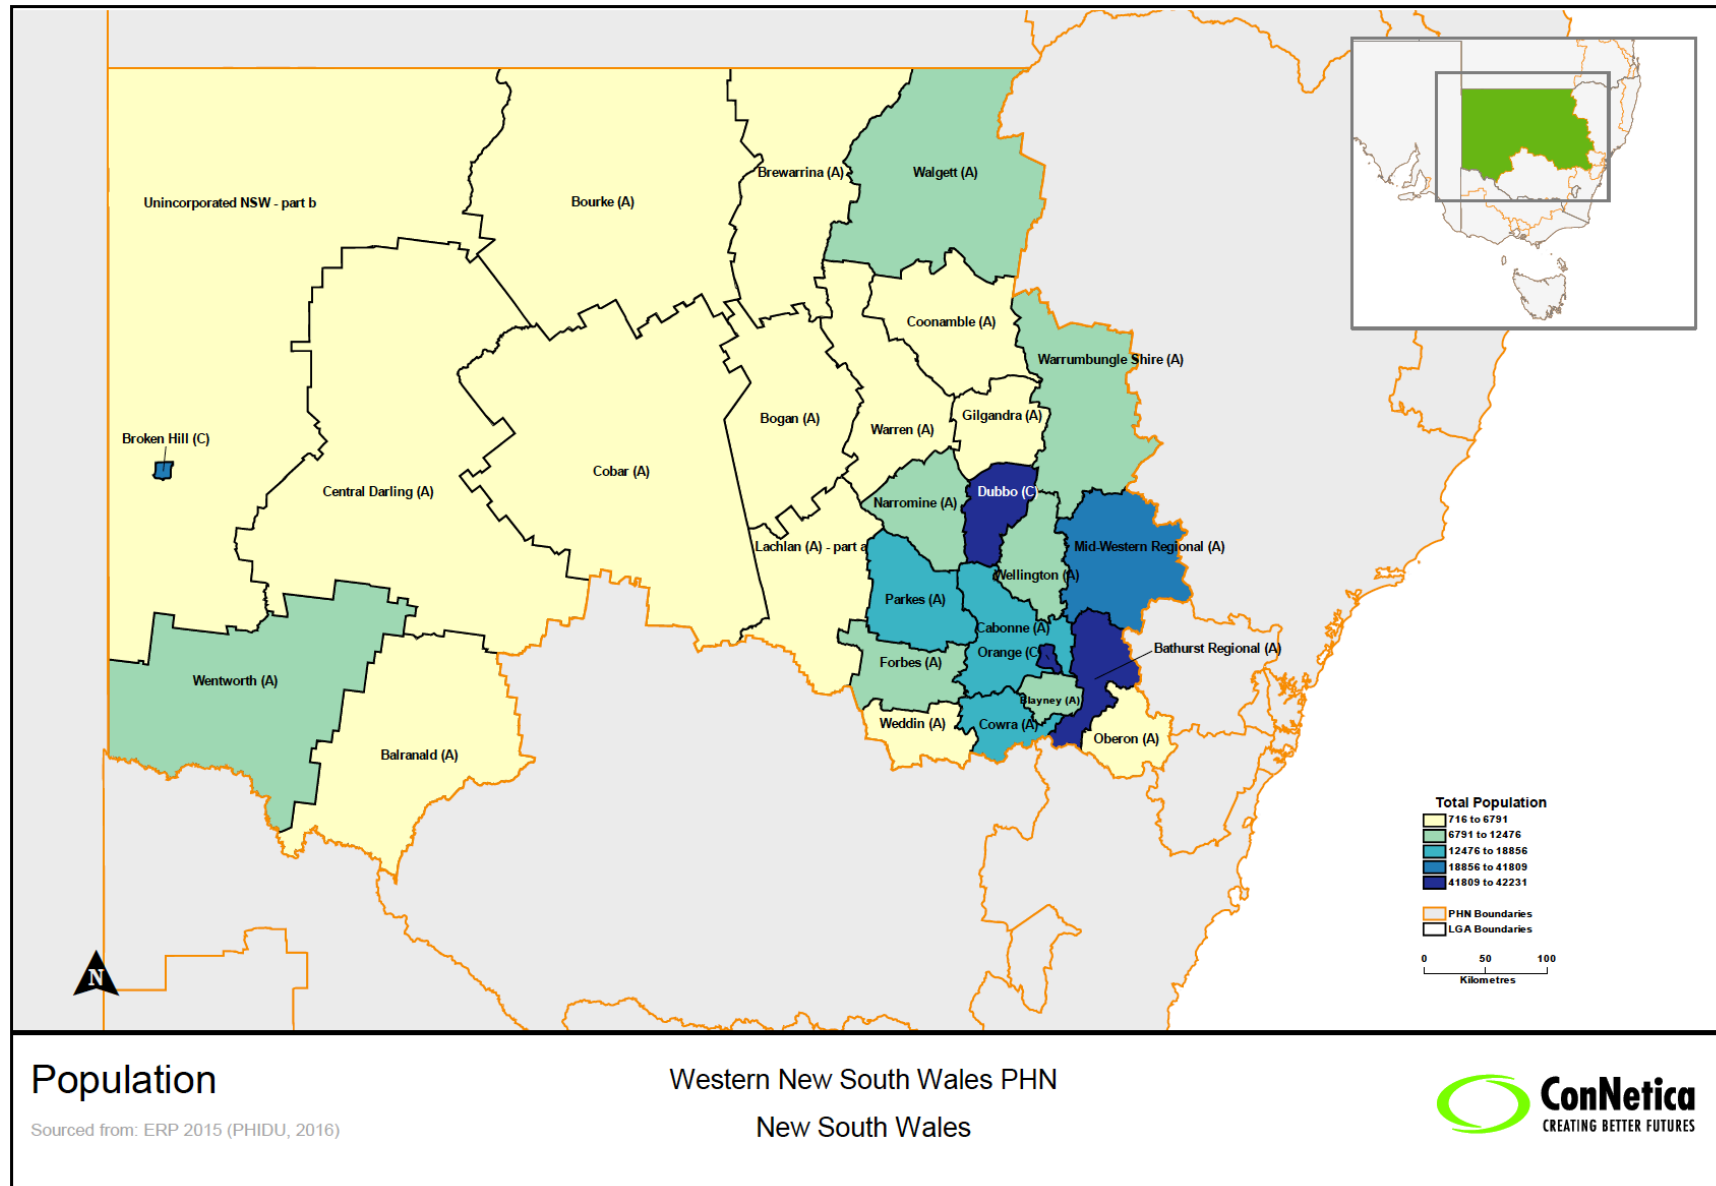 Brewarrina (A)
Walgett (A)
Unincorporated NSW - part b
Bourke (A)
Coonamble (A)
Warrumbungle Shire (A)
Gilgandra (A)
Bogan (A)
Warren (A)
Broken Hill (C)
Cobar (A)
Central Darling (A)
Dubbo (C)
Narromine (A)
Lachlan (A) - part a
Mid-Western Regional (A)
Wellington (A)
Parkes (A)
Cabonne (A)
Orange (C)
Bathurst Regional (A)
Forbes (A)
Wentworth (A)
Blayney (A)
Weddin (A)
Cowra (A)
Oberon (A)
Balranald (A)
Total Population
716 to 6791
6791 to 12476
12476 to 18856
18856 to 41809
41809 to 42231
PHN Boundaries
LGA Boundaries
0 50 100
Kilometres
N
Population
Sourced from: ERP 2015 (PHIDU, 2016)
Western New South Wales PHN
New South Wales
ConNetica
CREATING BETTER FUTURES